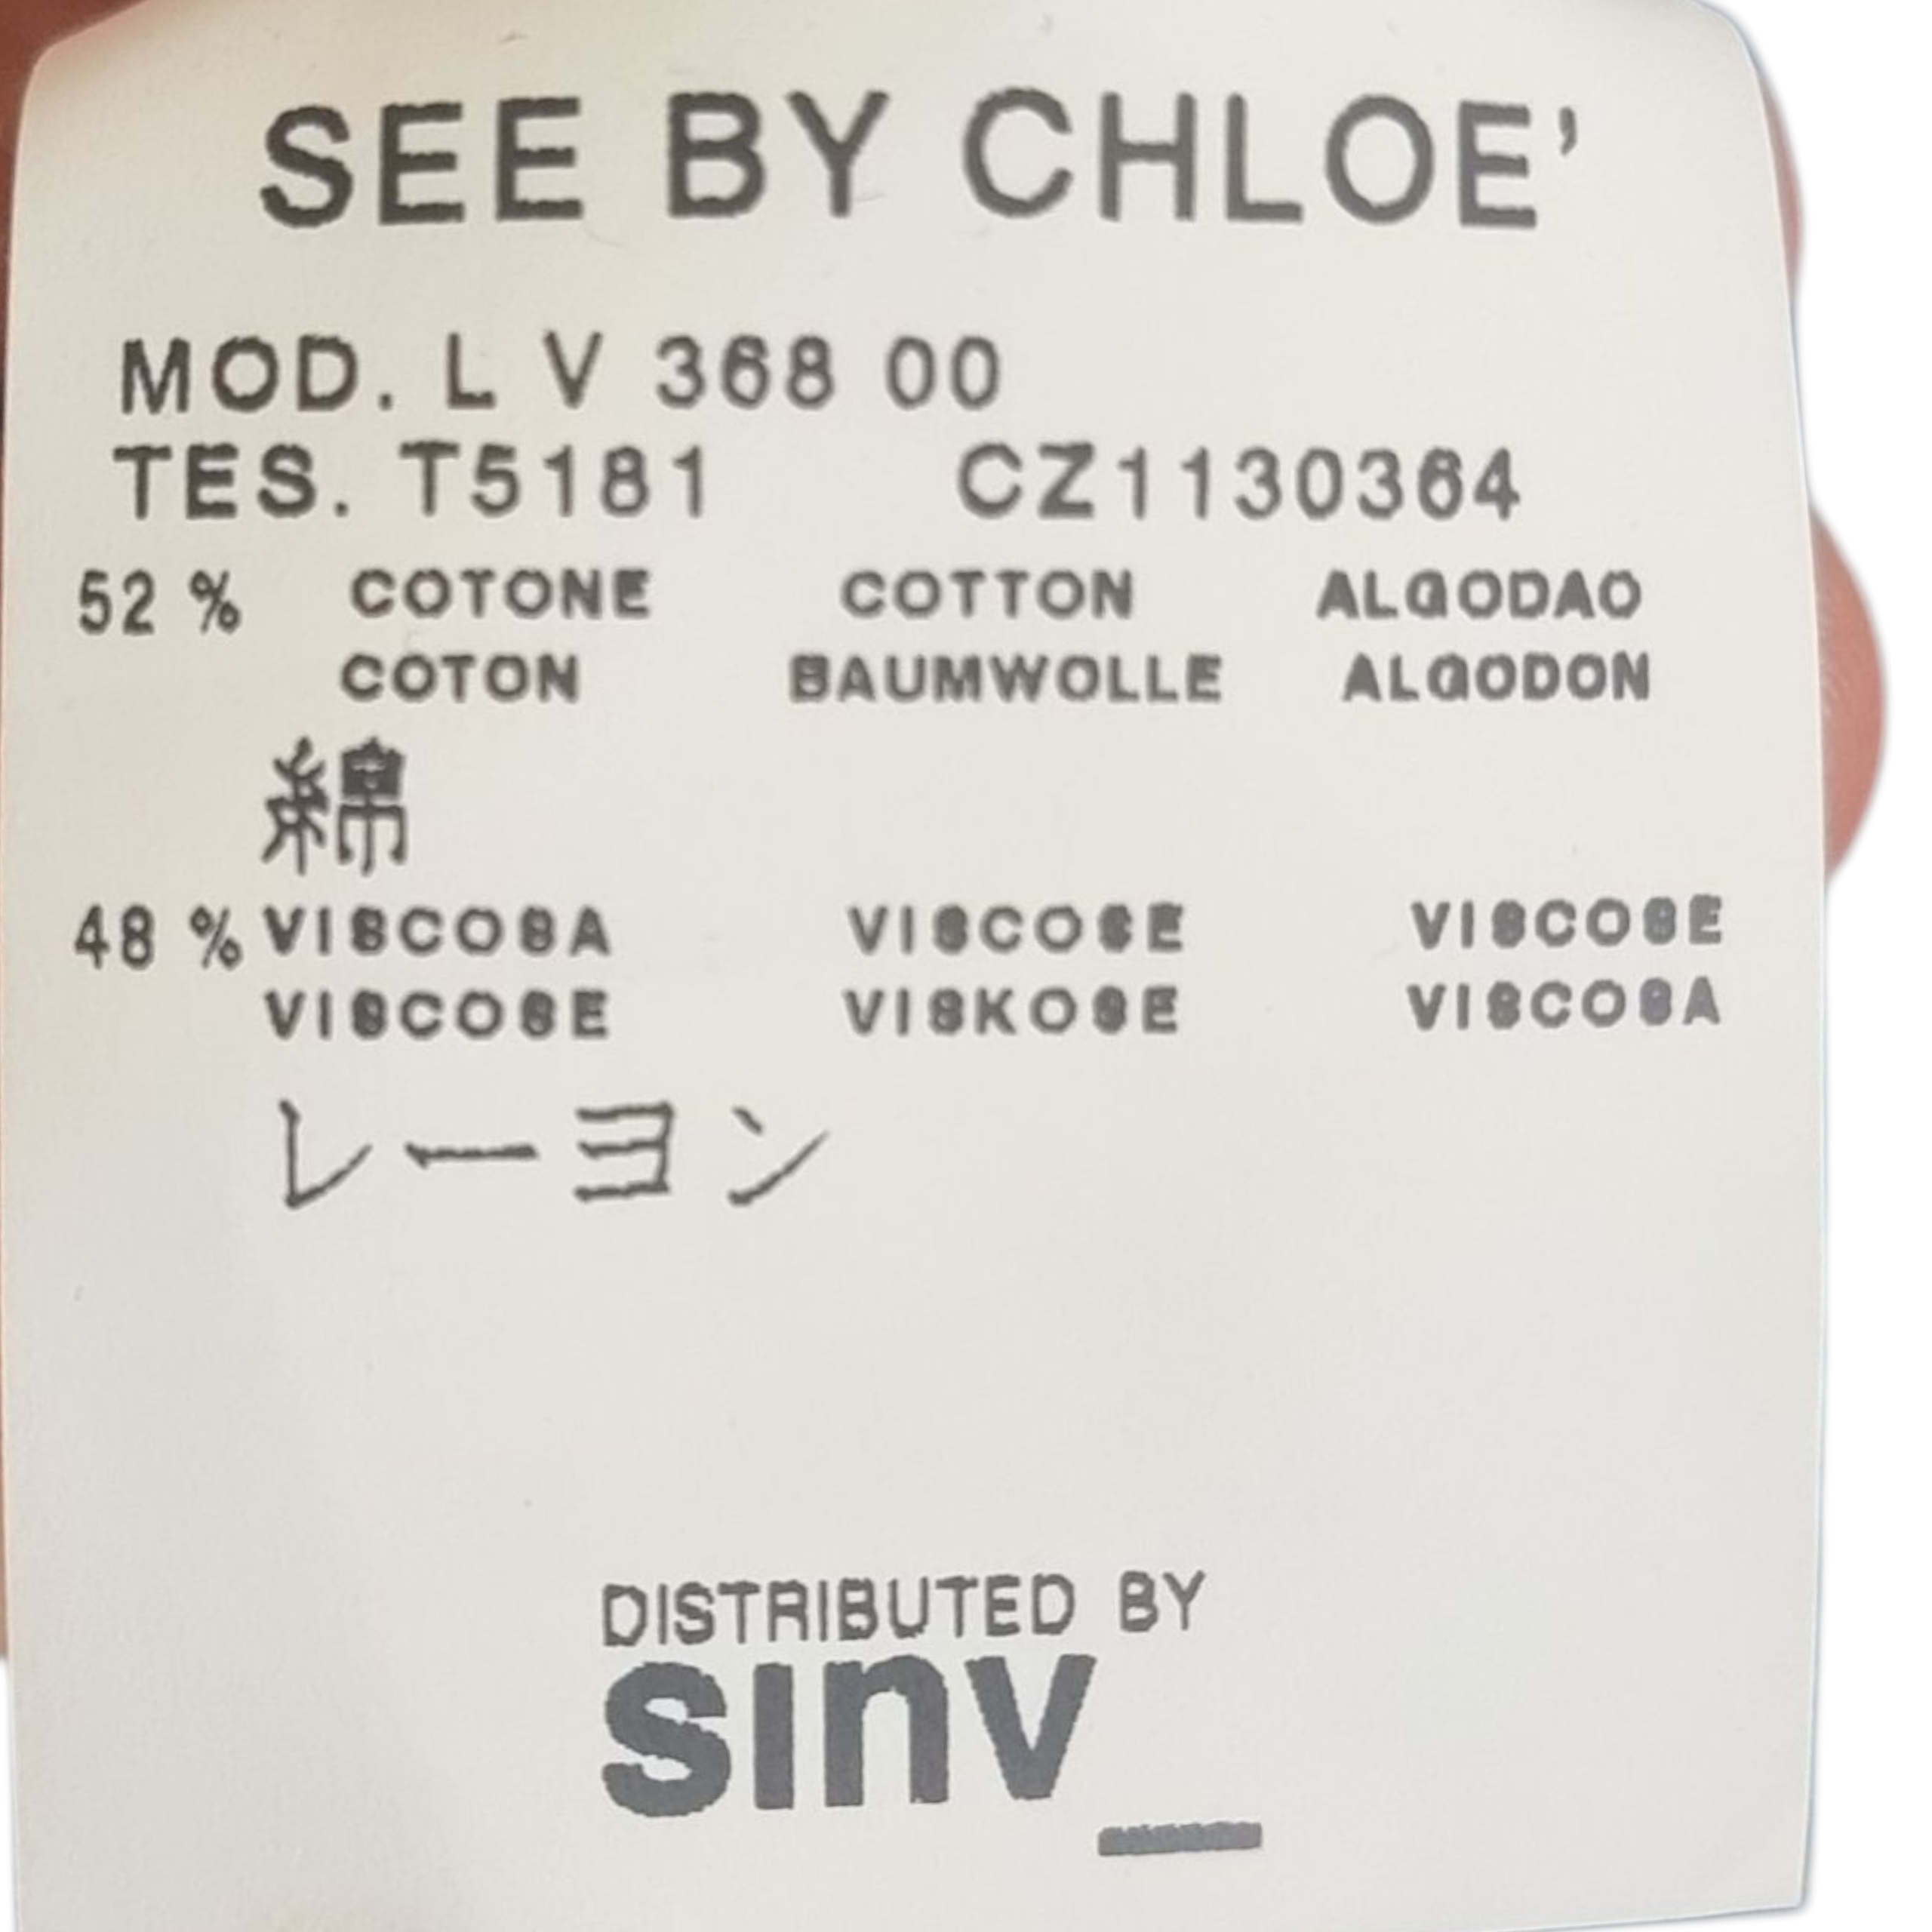 SEE BY CHLOE'
MOD. L V 368 00
TES. T5181 CZ1130364
52 % COTONE COTTON ALGODAO
COTON BAUMWOLLE ALGODON
綿
48 % VISCOSA VISCOSE VISCOSE
VISCOSE VISKOSE VISCOSA
レーヨン
DISTRIBUTED BY
sinv_